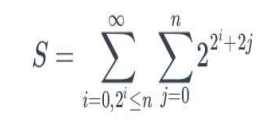 S = \sum_{i=0,2^i \leq n}^{\infty} \sum_{j=0}^{n} 2^{2^i+2j}